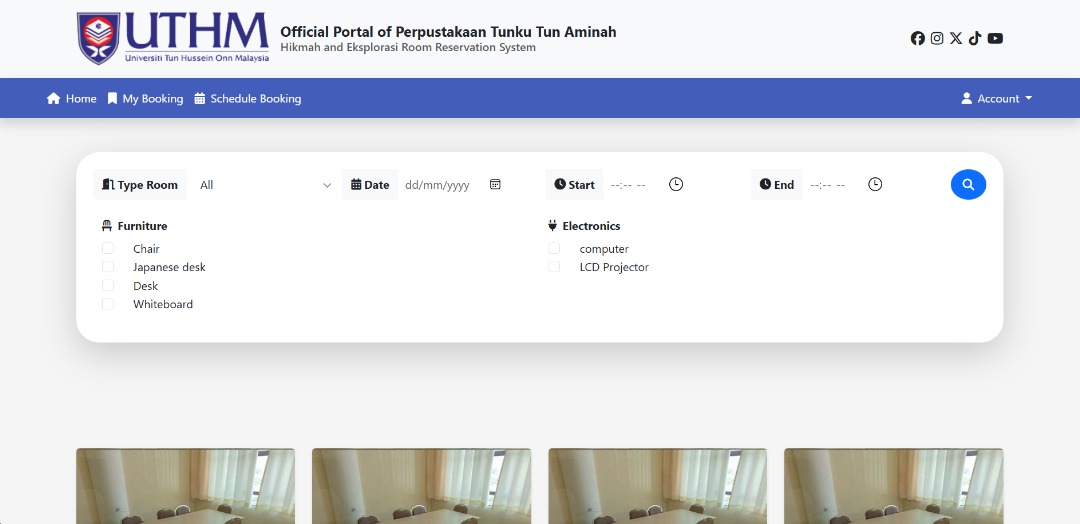 UTHM
Universiti Tun Hussein Onn Malaysia
Official Portal of Perpustakaan Tunku Tun Aminah
Hikmah and Eksplorasi Room Reservation System
Home My Booking Schedule Booking Account
Type Room All Date dd/mm/yyyy Start --:-- -- End --:-- --
Furniture Electronics
Chair computer
Japanese desk LCD Projector
Desk
Whiteboard